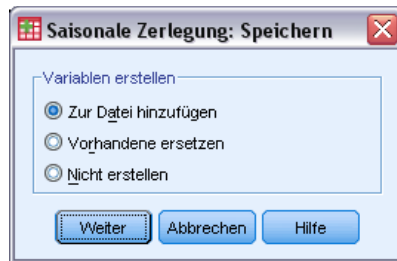 Saisonale Zerlegung: Speichern
Variablen erstellen
Zur Datei hinzufügen
Vorhandene ersetzen
Nicht erstellen
Weiter Abbrechen Hilfe